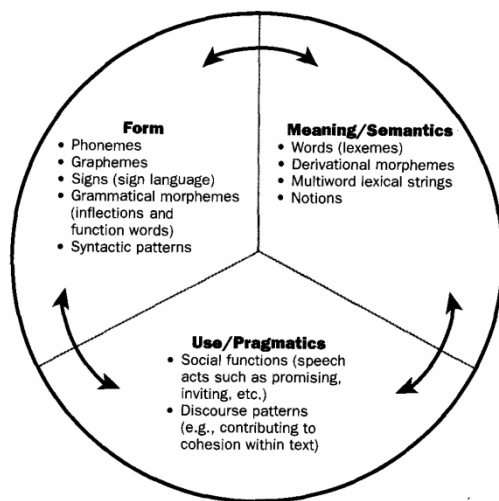 Form
• Phonemes
• Graphemes
• Signs (sign language)
• Grammatical morphemes
(inflections and
function words)
• Syntactic patterns
Meaning/Semantics
• Words (lexemes)
• Derivational morphemes
• Multiword lexical strings
• Notions
Use/Pragmatics
• Social functions (speech
acts such as promising,
inviting, etc.)
• Discourse patterns
(e.g., contributing to
cohesion within text)